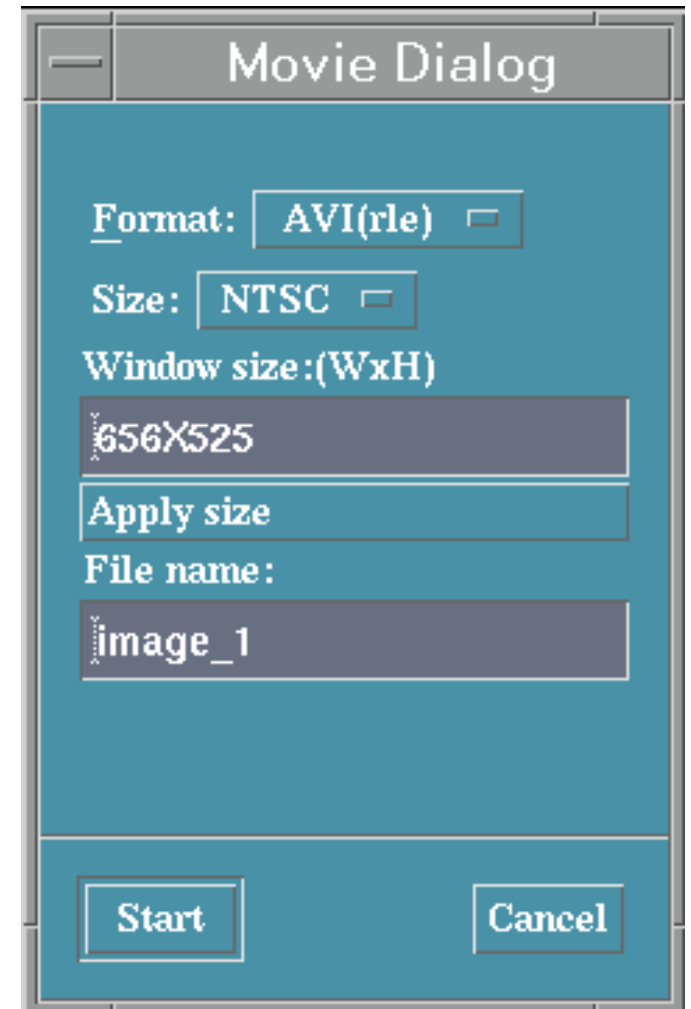 Movie Dialog
Format: AVI(rle)
Size: NTSC
Window size:(WxH)
656X525
Apply size
File name:
image_1
Start Cancel